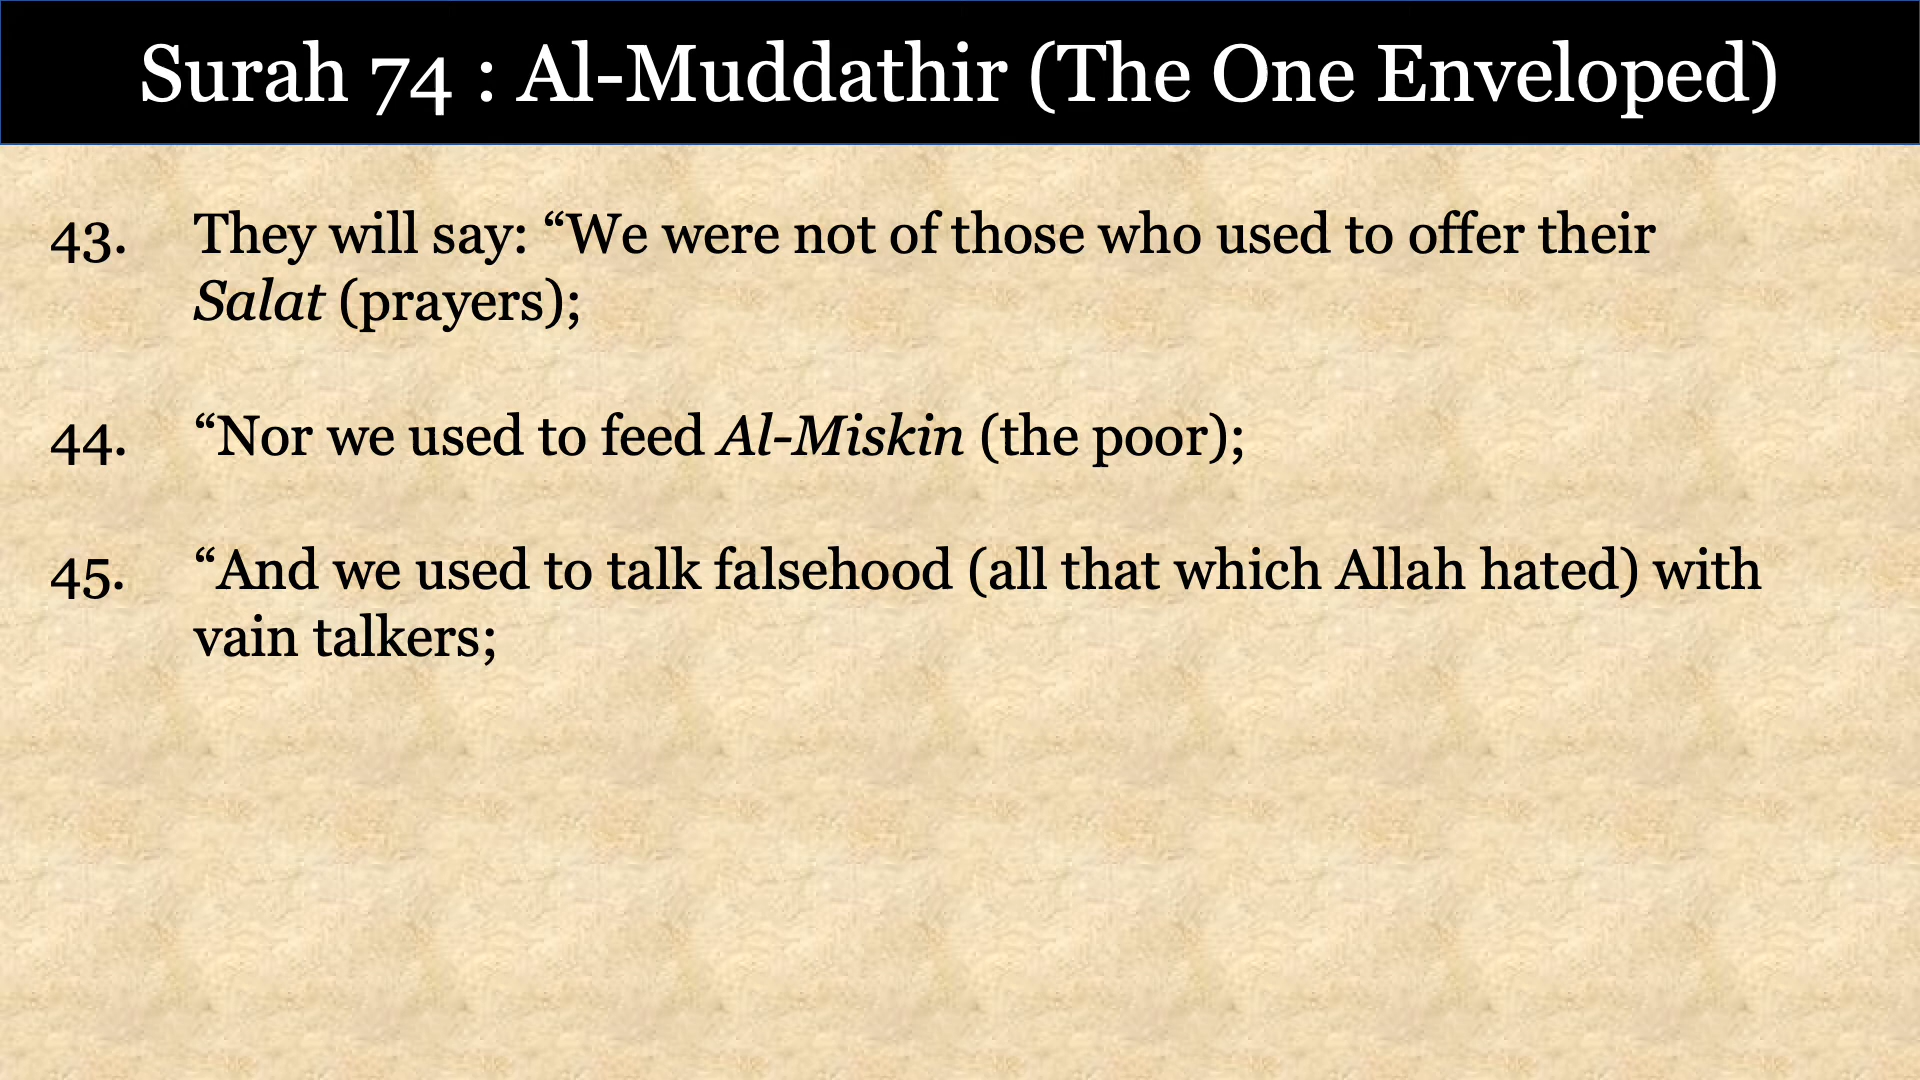 Surah 74 : Al-Muddathir (The One Enveloped)
43. They will say: “We were not of those who used to offer their
Salat (prayers);
44. “Nor we used to feed Al-Miskin (the poor);
45. “And we used to talk falsehood (all that which Allah hated) with
vain talkers;